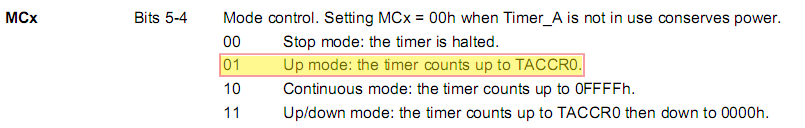 MCx Bits 5-4 Mode control. Setting MCx = 00h when Timer_A is not in use conserves power.
00 Stop mode: the timer is halted.
01 Up mode: the timer counts up to TACCR0.
10 Continuous mode: the timer counts up to 0FFFFh.
11 Up/down mode: the timer counts up to TACCR0 then down to 0000h.